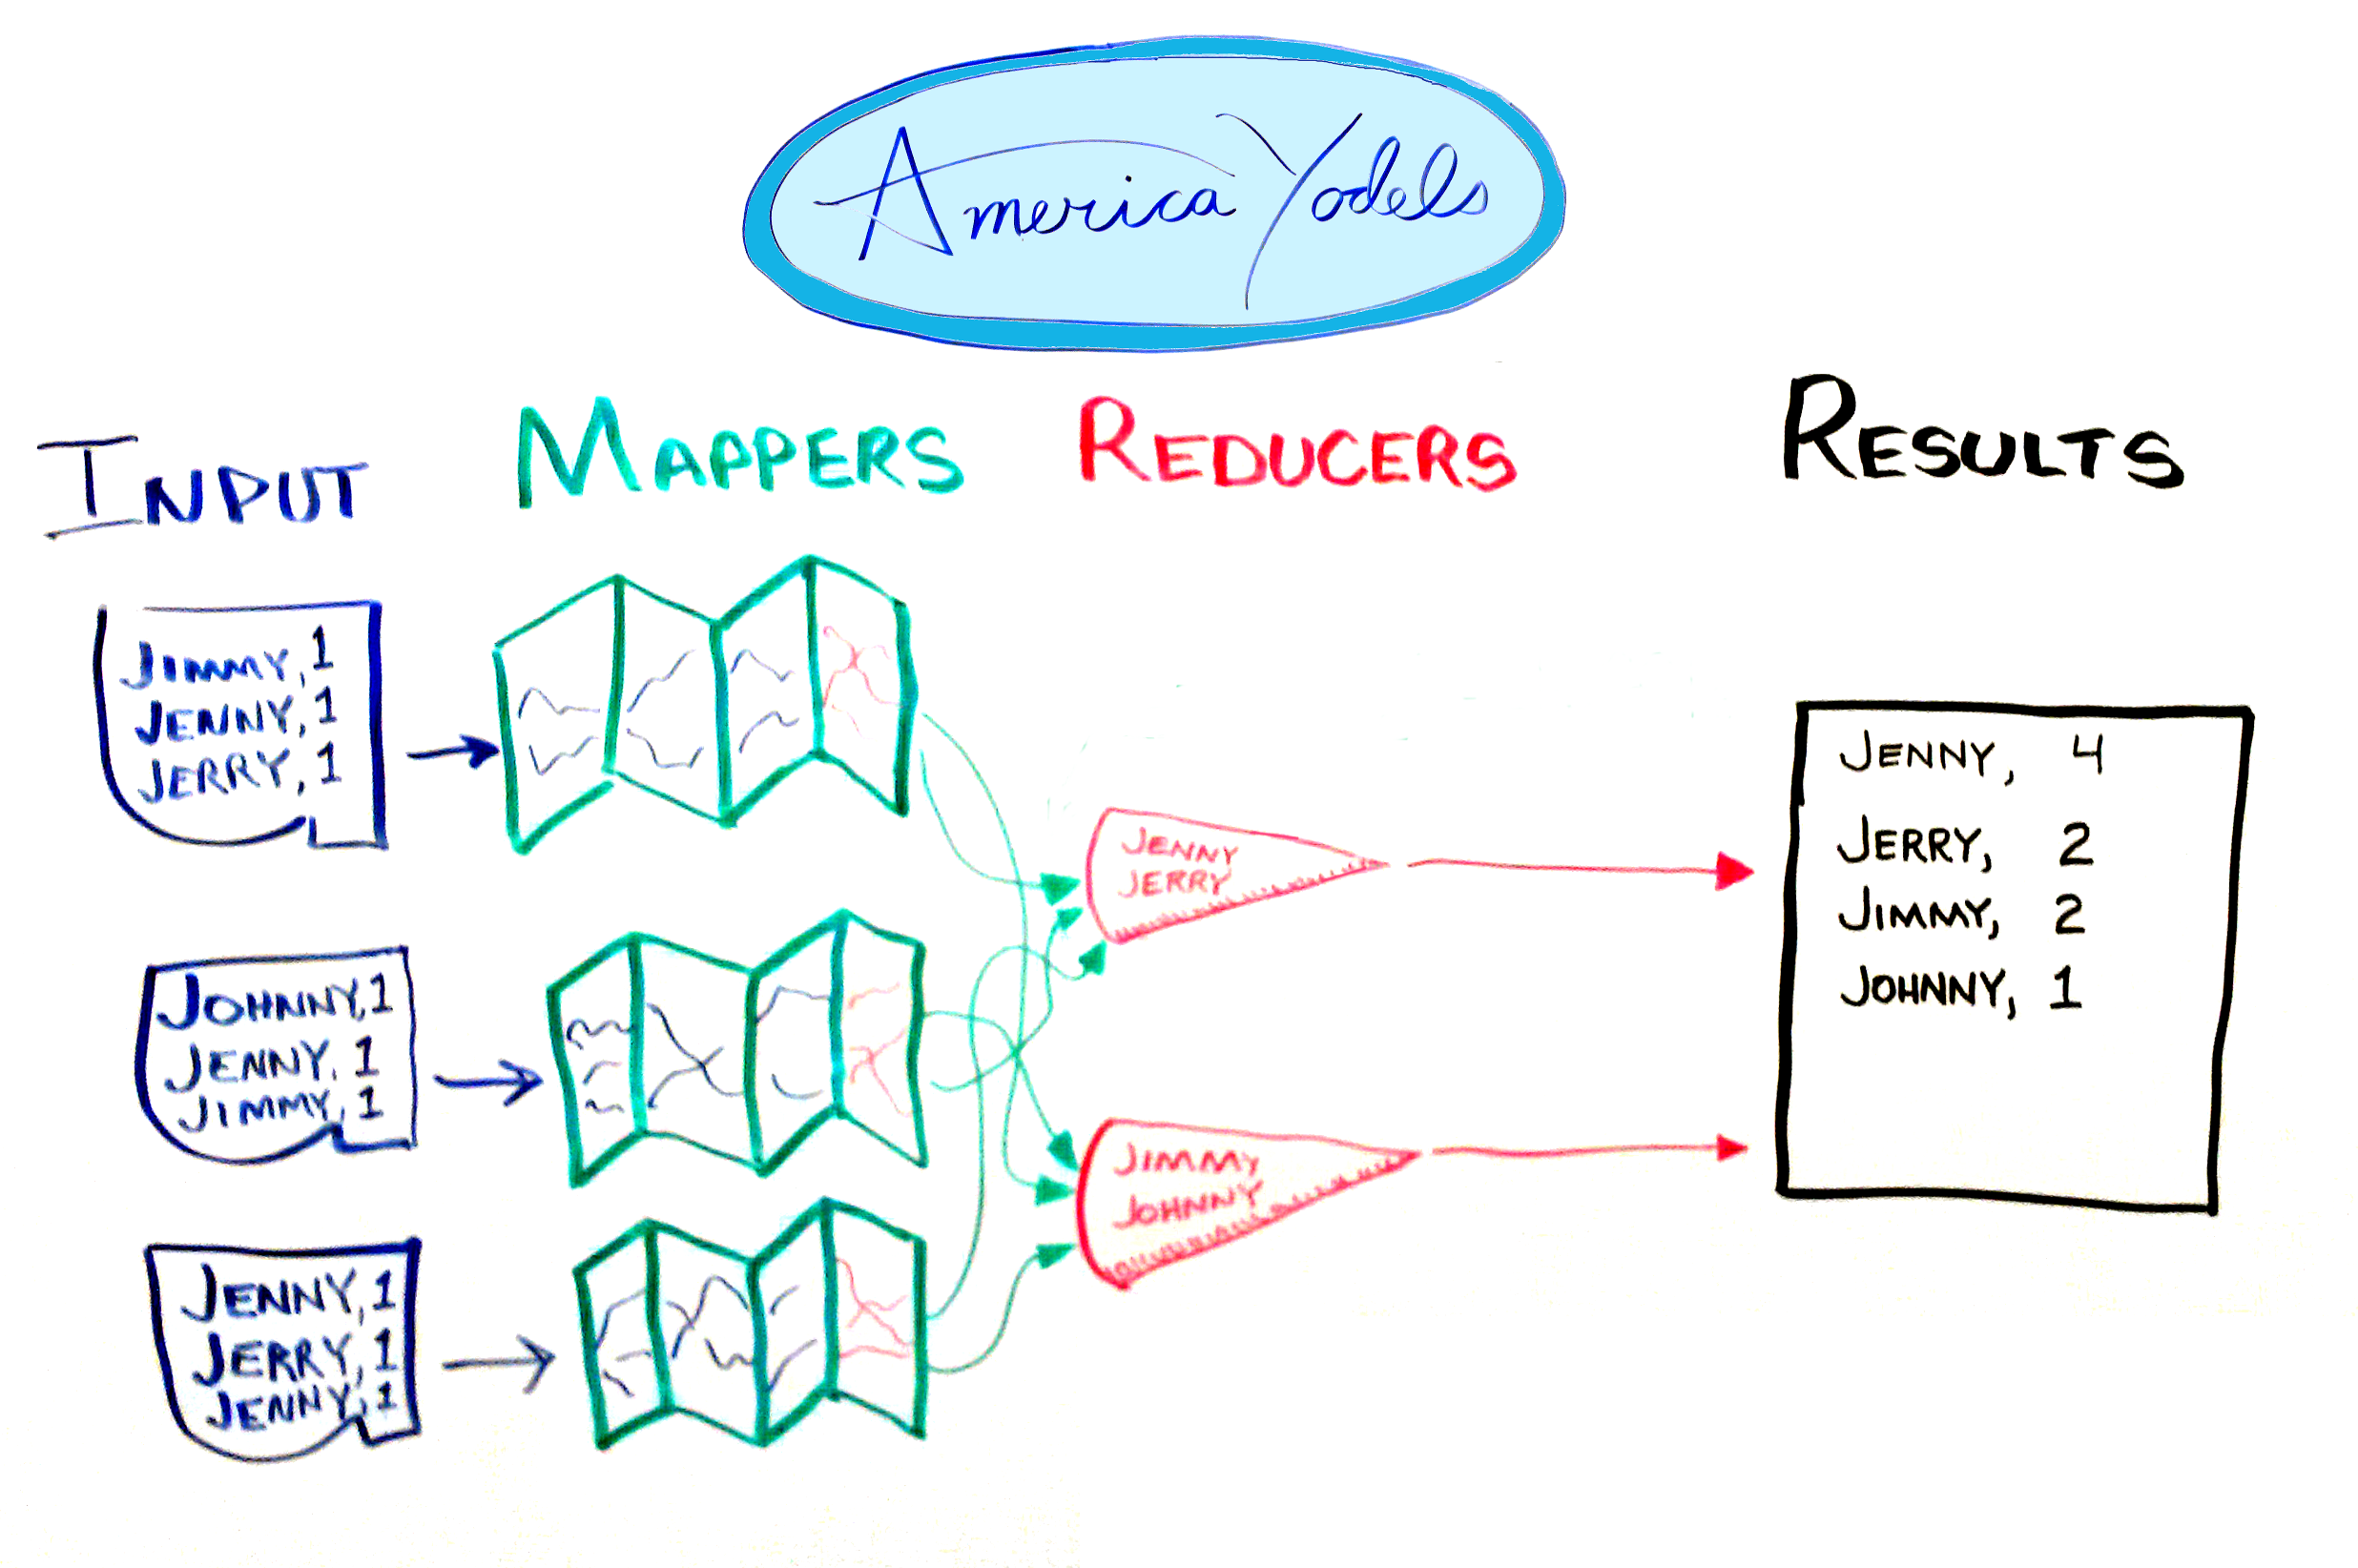 America Yodels
INPUT
MAPPERS
REDUCERS
RESULTS
JIMMY, 1
JENNY, 1
JERRY, 1
JOHNNY, 1
JENNY, 1
JIMMY, 1
JENNY, 1
JERRY, 1
JENNY, 1
JENNY
JERRY
JIMMY
JOHNNY
JENNY, 4
JERRY, 2
JIMMY, 2
JOHNNY, 1